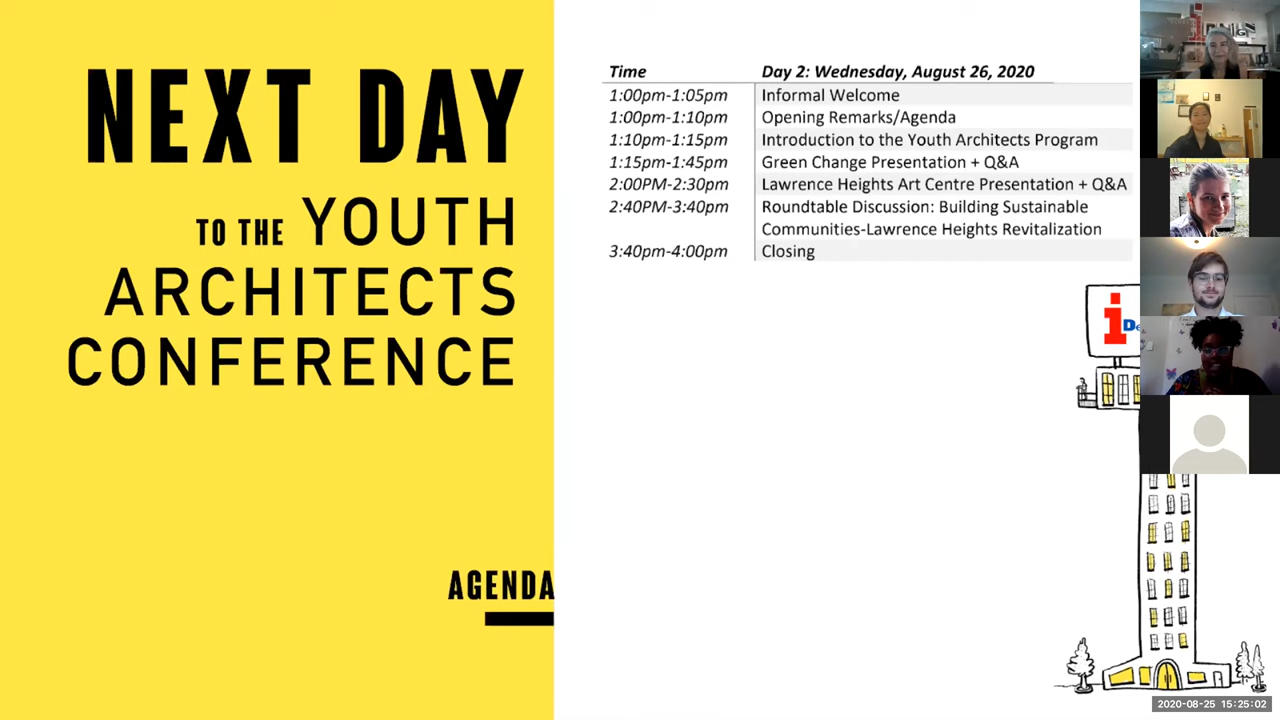 NEXT DAY
TO THE YOUTH
ARCHITECTS
CONFERENCE
AGENDA
Time Day 2: Wednesday, August 26, 2020
1:00pm-1:05pm Informal Welcome
1:00pm-1:10pm Opening Remarks/Agenda
1:10pm-1:15pm Introduction to the Youth Architects Program
1:15pm-1:45pm Green Change Presentation + Q&A
2:00PM-2:30pm Lawrence Heights Art Centre Presentation + Q&A
2:40PM-3:40pm Roundtable Discussion: Building Sustainable
Communities-Lawrence Heights Revitalization
3:40pm-4:00pm Closing
i De
2020-08-25 15:25:02